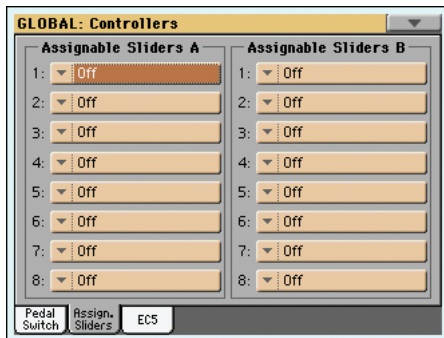 GLOBAL: Controllers
Assignable Sliders A
1: Off
2: Off
3: Off
4: Off
5: Off
6: Off
7: Off
8: Off
Assignable Sliders B
1: Off
2: Off
3: Off
4: Off
5: Off
6: Off
7: Off
8: Off
Pedal Switch
Assign. Sliders
EC5